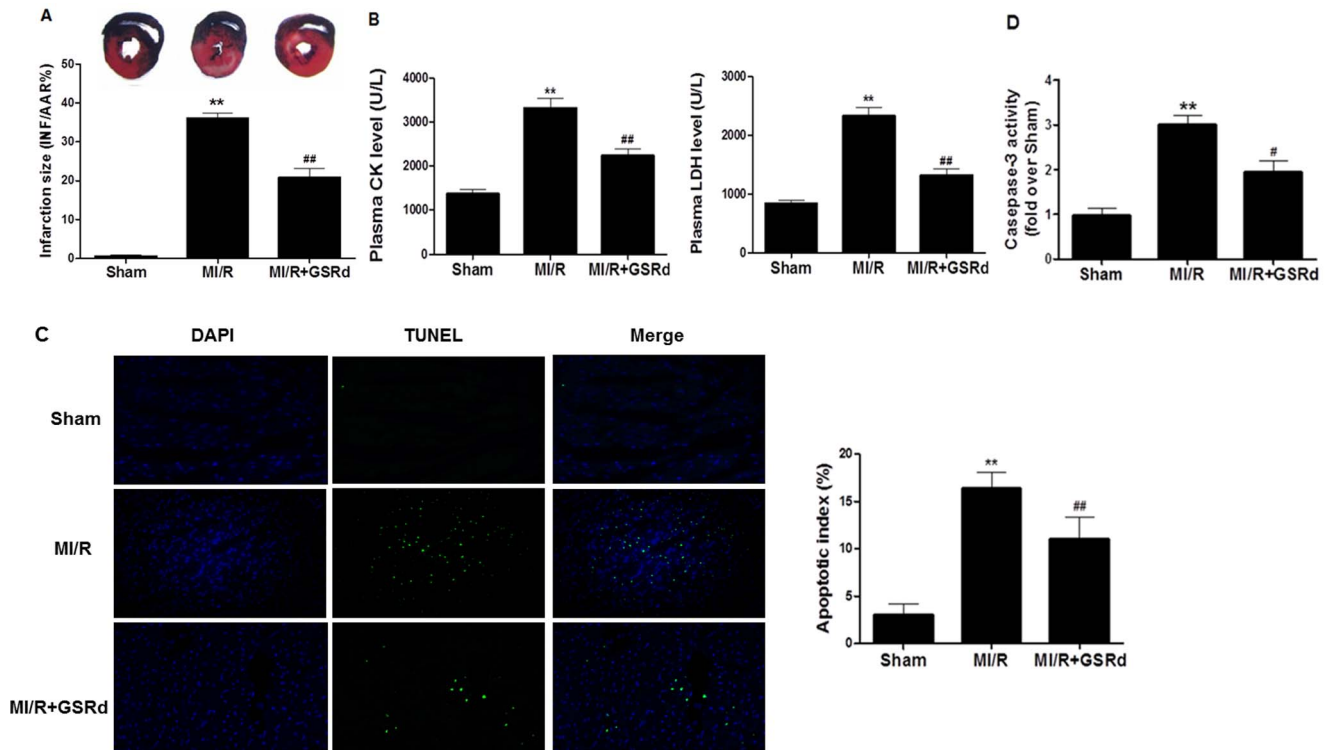 A
Infarction size (INF/AAR%)
50
40
30
20
10
0
**
##
Sham MI/R MI/R+GSRd
B
Plasma CK level (U/L)
4000
3000
2000
1000
0
**
##
Sham MI/R MI/R+GSRd
Plasma LDH level (U/L)
3000
2000
1000
0
**
##
Sham MI/R MI/R+GSRd
D
Casepase-3 activity
(fold over Sham)
4
3
2
1
0
**
#
Sham MI/R MI/R+GSRd
C
DAPI TUNEL Merge
Sham
MI/R
MI/R+GSRd
Apoptotic index (%)
20
15
10
5
0
**
##
Sham MI/R MI/R+GSRd